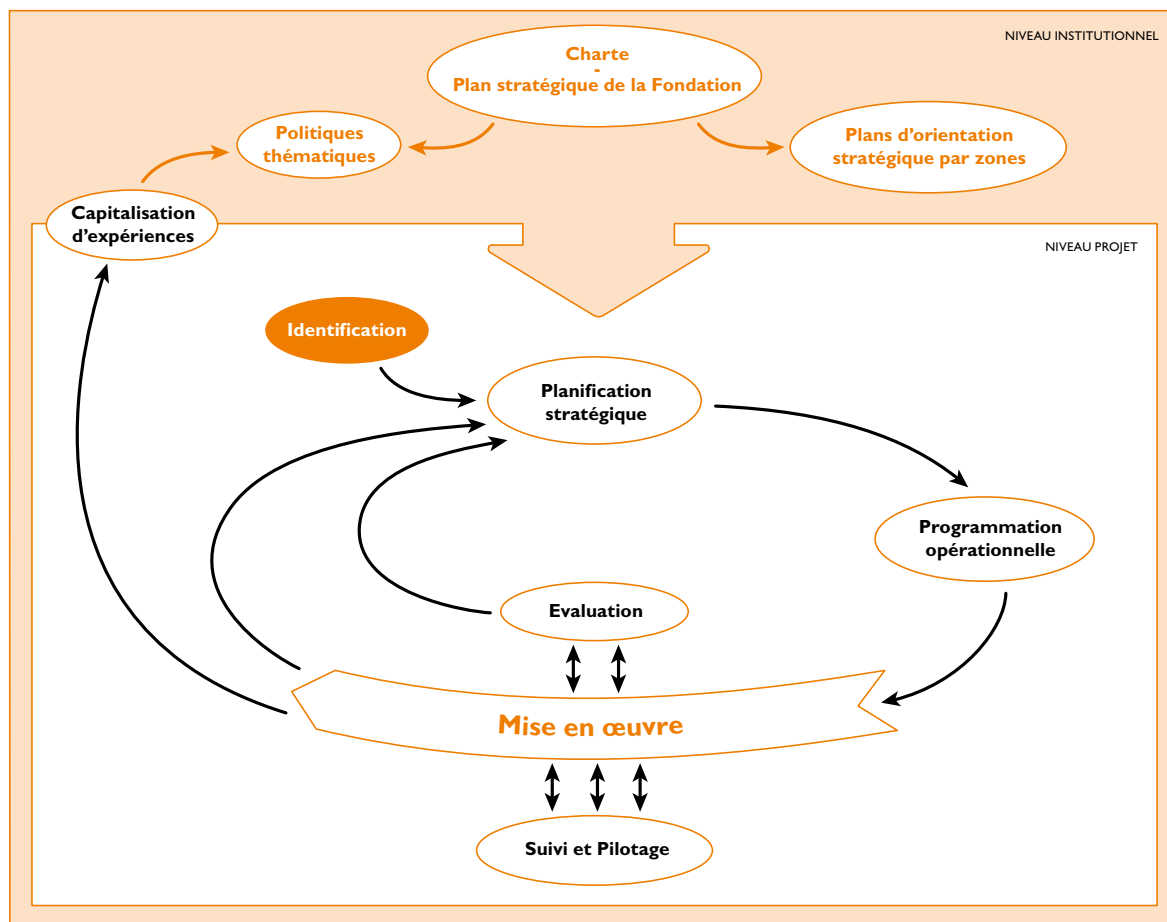 NIVEAU INSTITUTIONNEL
Charte
-
Plan stratégique de la Fondation
Politiques
thématiques
Plans d'orientation
stratégique par zones
Capitalisation
d'expériences
NIVEAU PROJET
Identification
Planification
stratégique
Programmation
opérationnelle
Evaluation
Mise en œuvre
Suivi et Pilotage